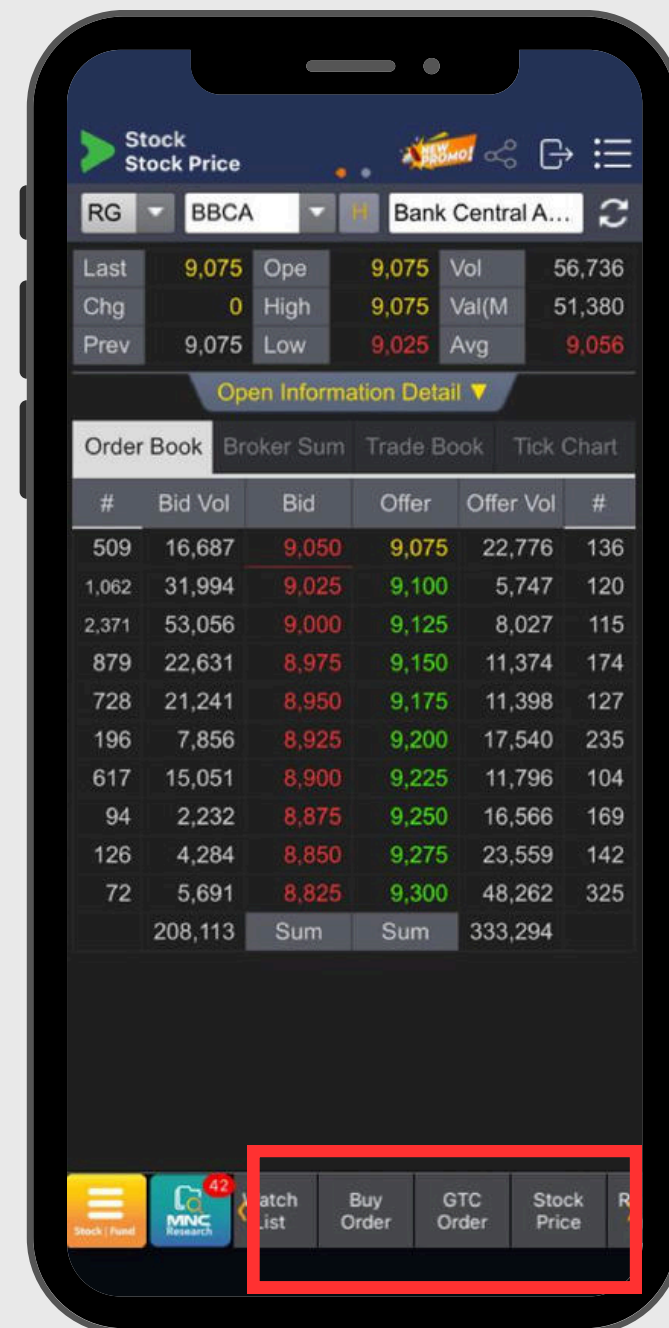 Stock
Stock Price
NEW PROMO!
RG BBCA H Bank Central A...
Last 9,075 Ope 9,075 Vol 56,736
Chg 0 High 9,075 Val(M 51,380
Prev 9,075 Low 9,025 Avg 9,056
Open Information Detail ▼
Order Book Broker Sum Trade Book Tick Chart
# Bid Vol Bid Offer Offer Vol #
509 16,687 9,050 9,075 22,776 136
1,062 31,994 9,025 9,100 5,747 120
2,371 53,056 9,000 9,125 8,027 115
879 22,631 8,975 9,150 11,374 174
728 21,241 8,950 9,175 11,398 127
196 7,856 8,925 9,200 17,540 235
617 15,051 8,900 9,225 11,796 104
94 2,232 8,875 9,250 16,566 169
126 4,284 8,850 9,275 23,559 142
72 5,691 8,825 9,300 48,262 325
208,113 Sum Sum 333,294
42
Stock | Fund
MNC
Research
atch
List
Buy
Order
GTC
Order
Stock
Price
R